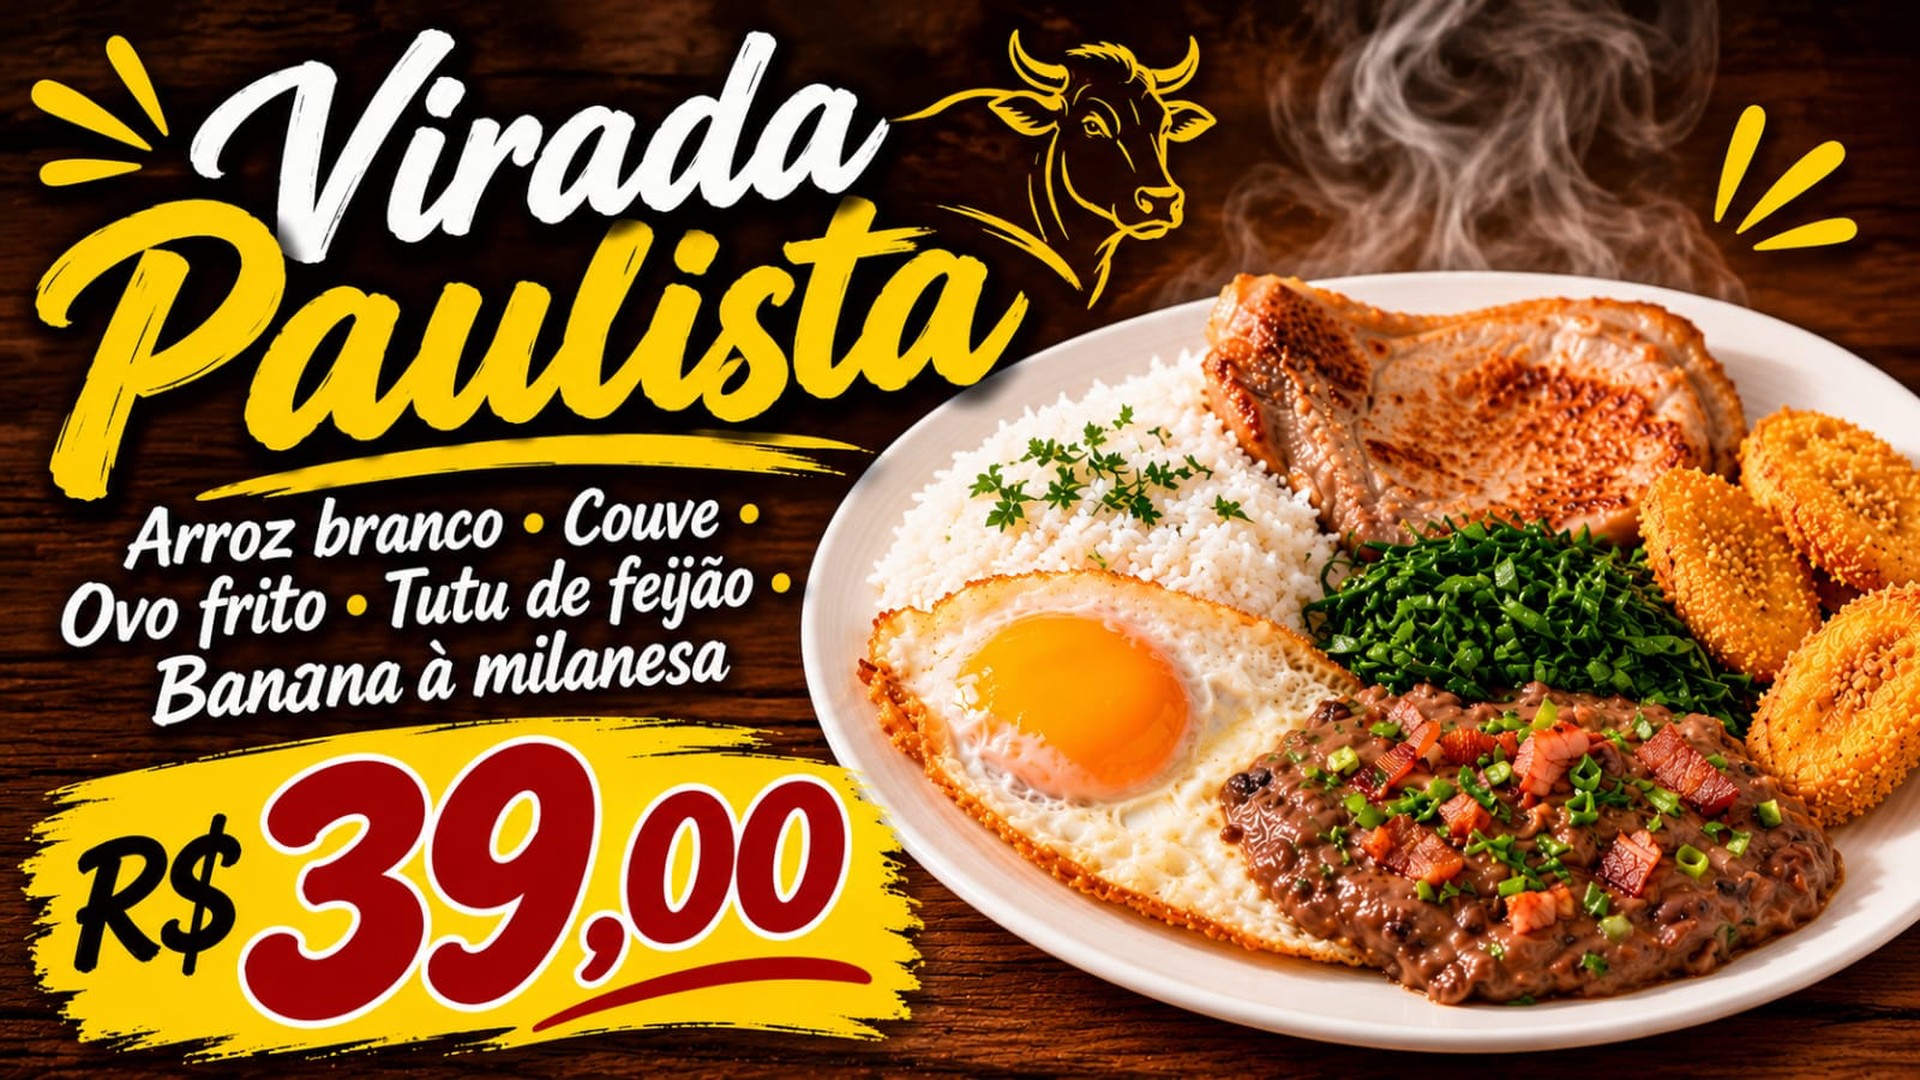 Virada
Paulista
Arroz branco • Couve •
Ovo frito • Tutu de feijão •
Banana à milanesa
R$ 39,00